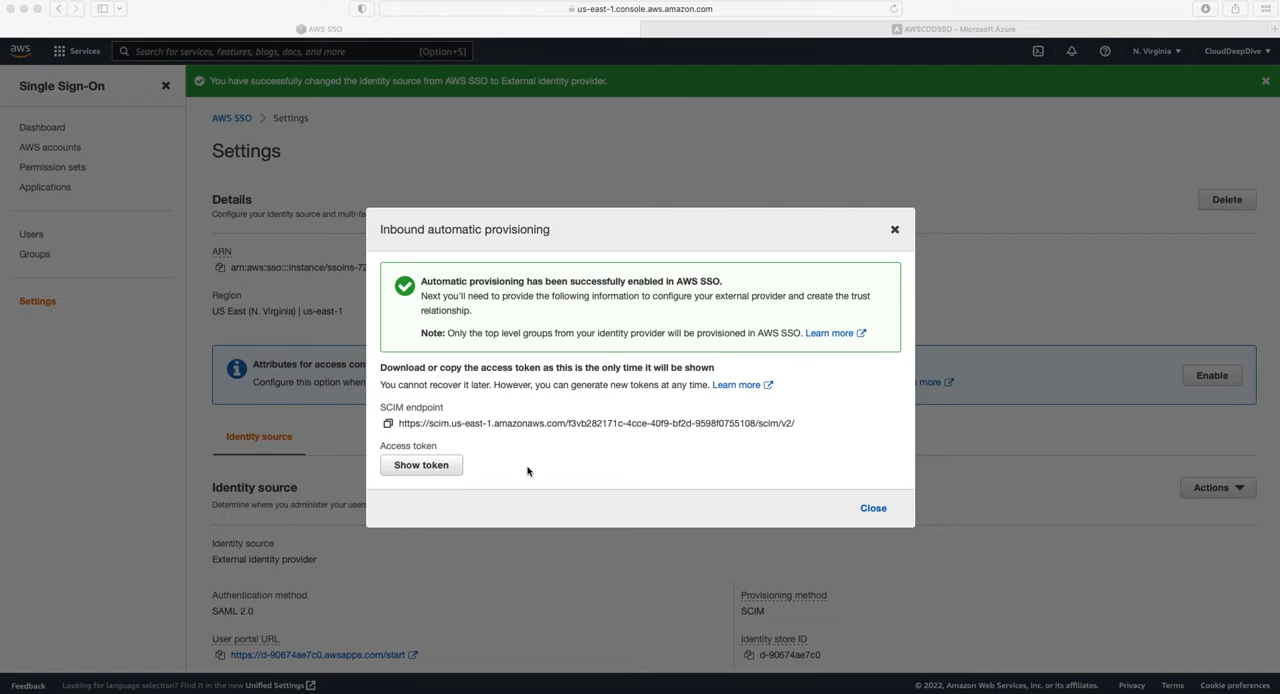 us-east-1.console.aws.amazon.com
AWS SSO
AWSCDDSSO – Microsoft Azure
aws
Services
Search for services, features, blogs, docs, and more
[Option+S]
N. Virginia
CloudDeepDive
Single Sign-On
You have successfully changed the identity source from AWS SSO to External identity provider.
Dashboard
AWS accounts
Permission sets
Applications
Users
Groups
Settings
AWS SSO > Settings
Settings
Details
Configure your identity source and multi-fa
Delete
ARN
arn:aws:sso:::instance/ssoins-72
Region
US East (N. Virginia) | us-east-1
Attributes for access con
Configure this option when
more
Enable
Identity source
Identity source
Determine where you administer your users
Actions
Identity source
External identity provider
Authentication method
SAML 2.0
Provisioning method
SCIM
User portal URL
https://d-90674ae7c0.awsapps.com/start
Identity store ID
d-90674ae7c0
Inbound automatic provisioning
Automatic provisioning has been successfully enabled in AWS SSO.
Next you'll need to provide the following information to configure your external provider and create the trust
relationship.
Note: Only the top level groups from your identity provider will be provisioned in AWS SSO. Learn more
Download or copy the access token as this is the only time it will be shown
You cannot recover it later. However, you can generate new tokens at any time. Learn more
SCIM endpoint
https://scim.us-east-1.amazonaws.com/f3vb282171c-4cce-40f9-bf2d-9598f0755108/scim/v2/
Access token
Show token
Close
Feedback
Looking for language selection? Find it in the new Unified Settings
© 2022, Amazon Web Services, Inc. or its affiliates.
Privacy
Terms
Cookie preferences